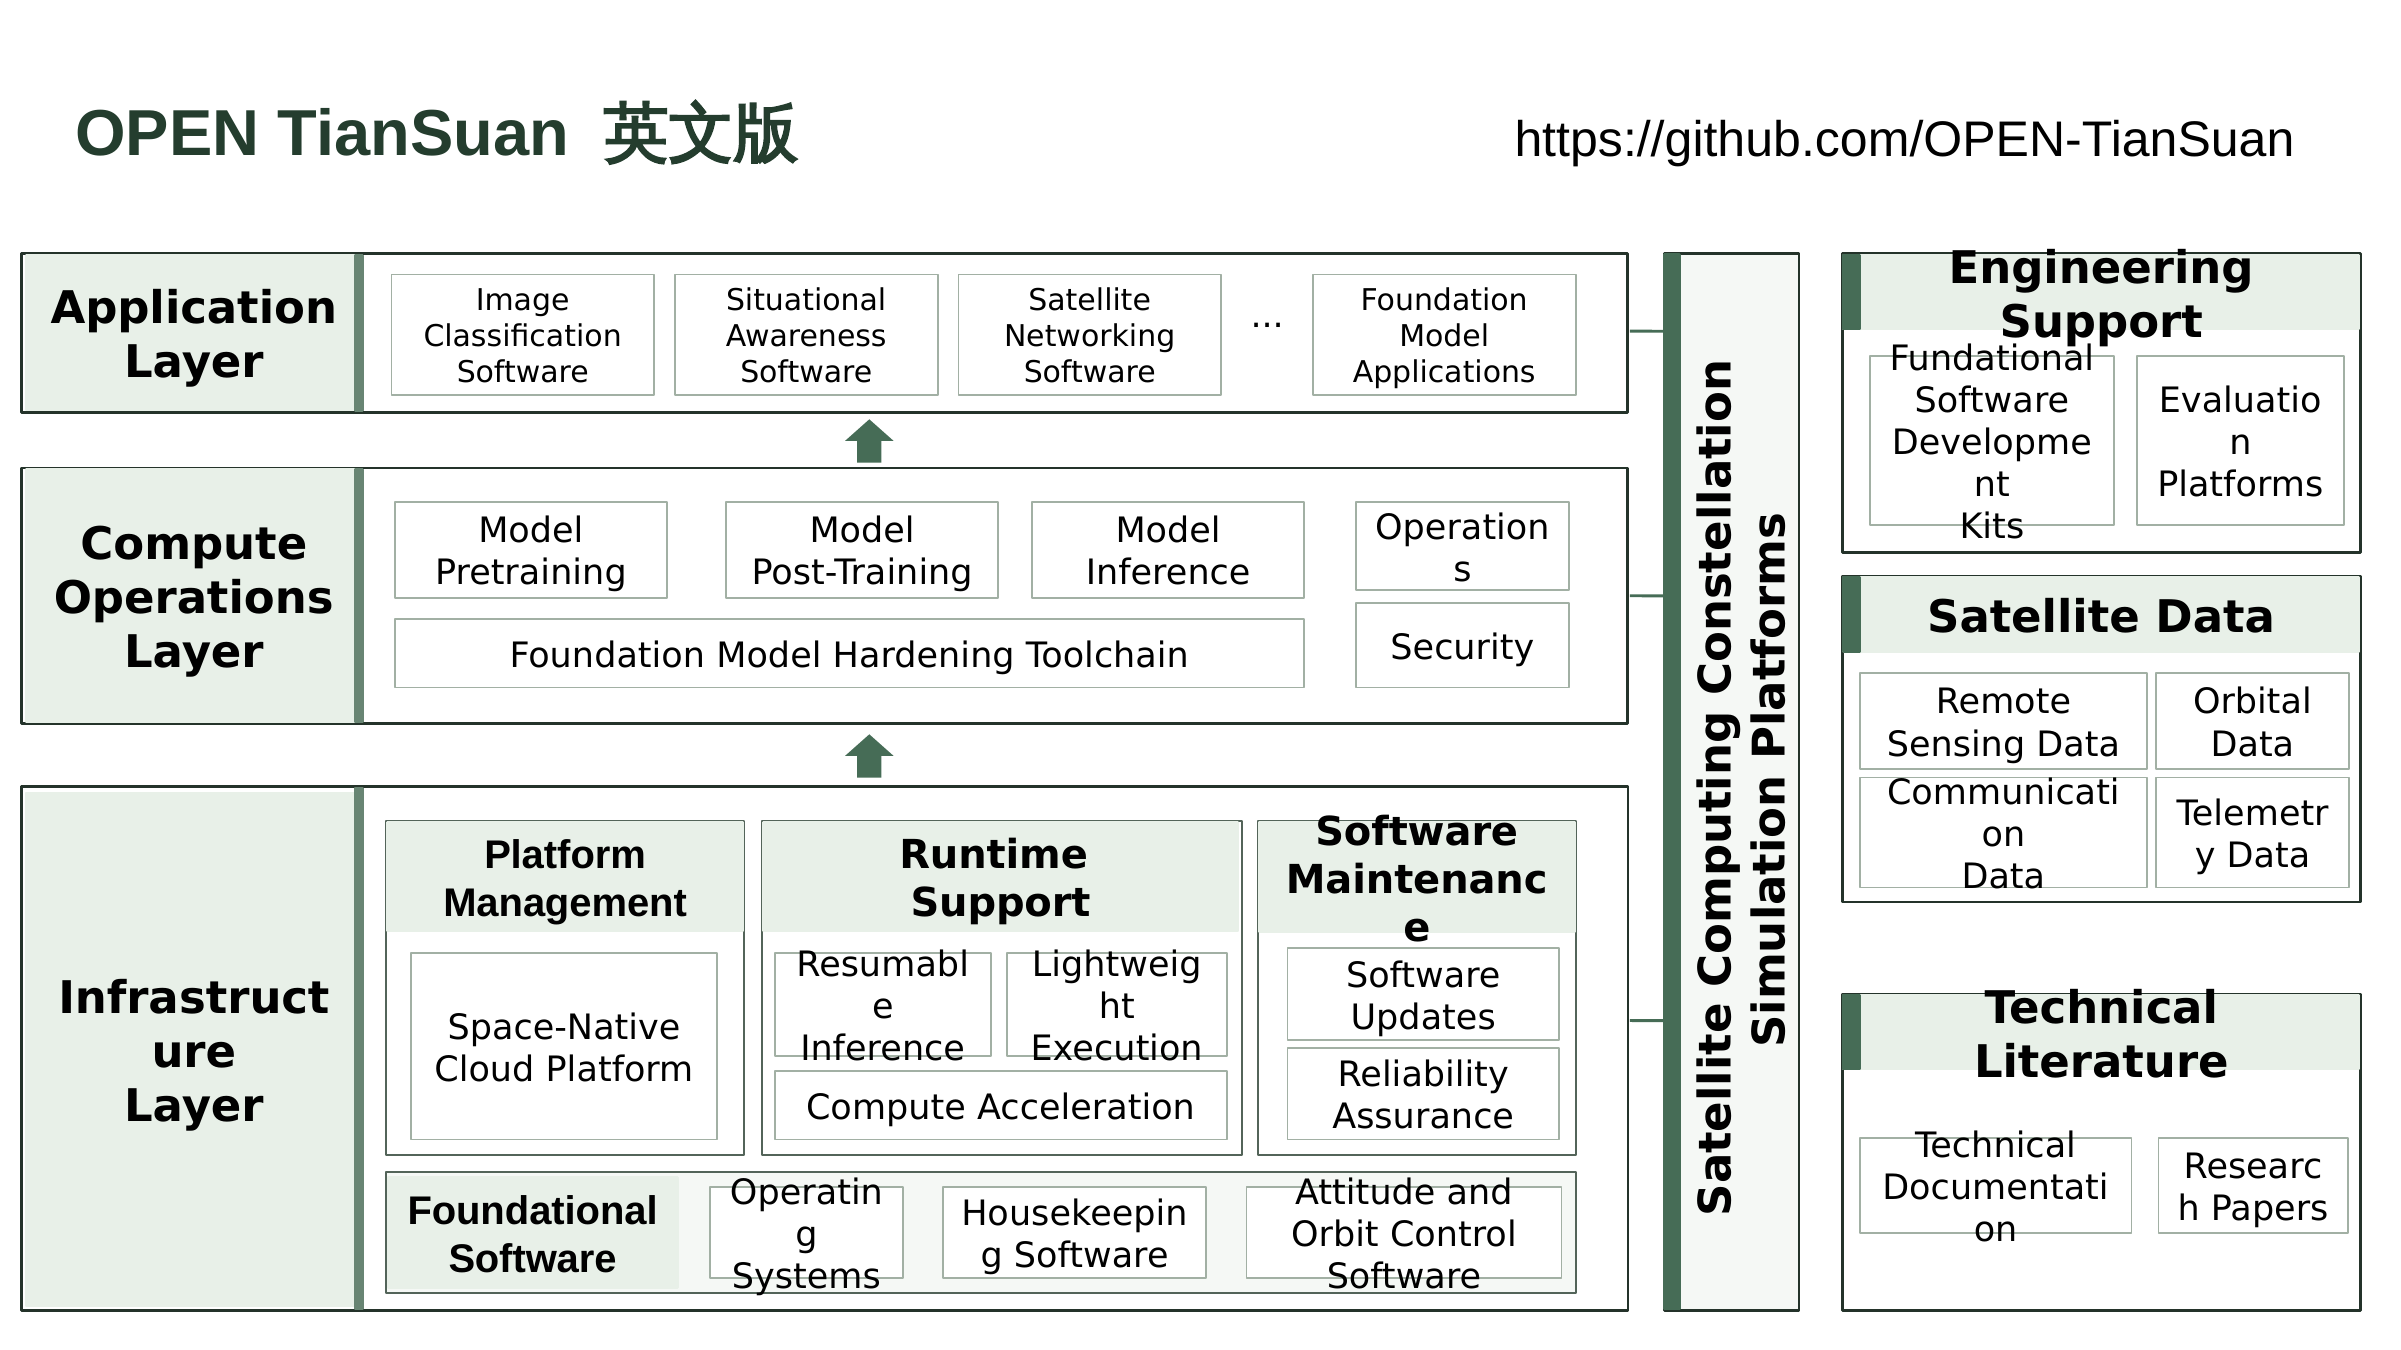 OPEN TianSuan 英文版
https://github.com/OPEN-TianSuan
Application
Layer
Image
Classification
Software
Situational
Awareness
Software
Satellite
Networking
Software
...
Foundation
Model
Applications
Compute
Operations
Layer
Model
Pretraining
Model
Post-Training
Model
Inference
Operation
s
Foundation Model Hardening Toolchain
Security
Infrastruct
ure
Layer
Platform
Management
Space-Native
Cloud Platform
Runtime
Support
Resumabl
e
Inference
Lightweig
ht
Execution
Compute Acceleration
Software
Maintenanc
e
Software
Updates
Reliability
Assurance
Foundational
Software
Operatin
g
Systems
Housekeepin
g Software
Attitude and
Orbit Control
Software
Satellite Computing Constellation
Simulation Platforms
Engineering
Support
Fundational
Software
Developme
nt
Kits
Evaluatio
n
Platforms
Satellite Data
Remote
Sensing Data
Orbital
Data
Communicati
on
Data
Telemetr
y Data
Technical
Literature
Technical
Documentati
on
Researc
h Papers